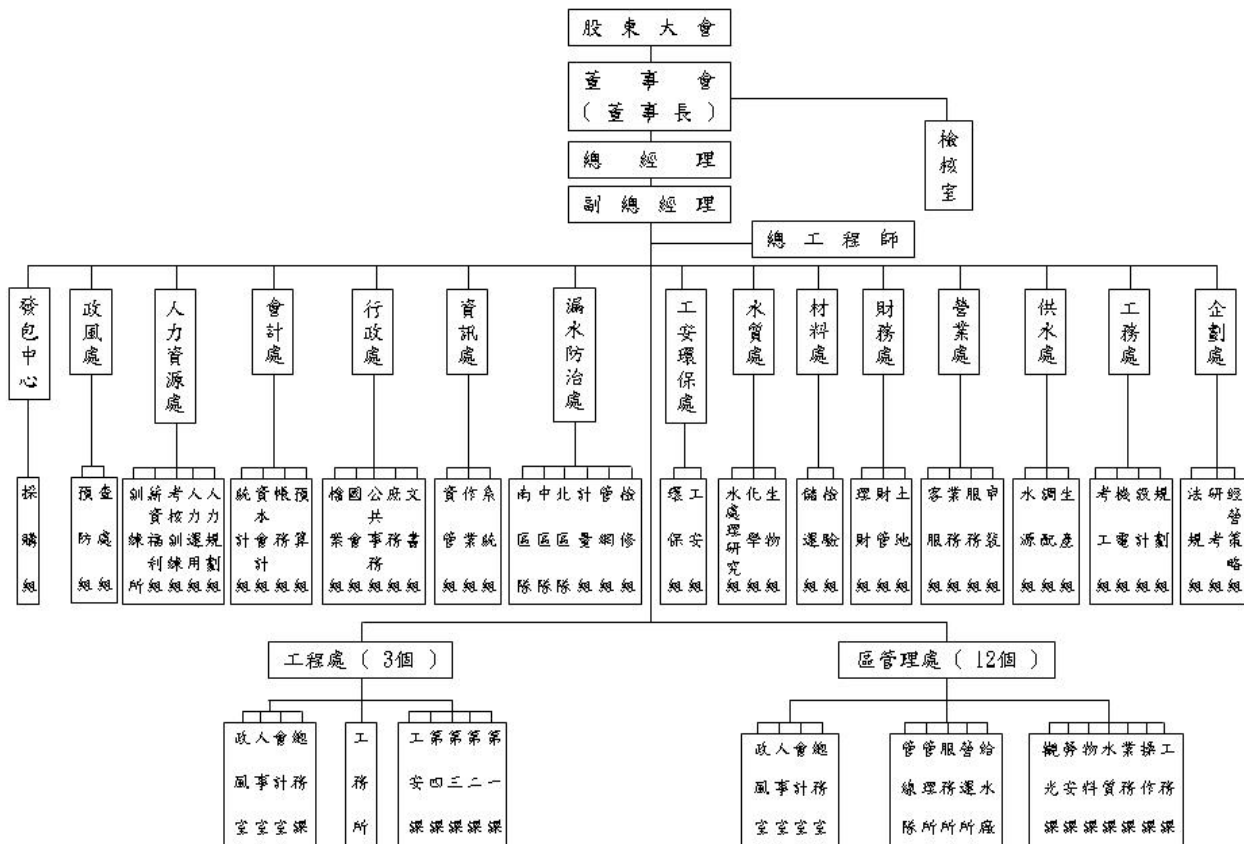 股東大會
董事會
(董事長)
檢核室
總經理
副總經理
總工程師
發包中心
政風處
人力資源處
會計處
行政處
資訊處
漏水防治處
工安環保處
水質處
材料處
財務處
營業處
供水處
工務處
企劃處
採購組
預防組
查處組
訓練所
薪資福利組
考核訓練組
人力運用組
人力規劃組
統計組
資本會計組
帳務組
預算組
檢業組
國會組
公共事務組
庶務組
文書組
資管組
作業組
系統組
南區隊
中區隊
北區隊
計量組
管網組
檢修組
環保組
工安組
水處理研究組
化學組
生物組
儲運組
檢驗組
理財組
財管組
土地組
客服組
業務組
服務組
申裝組
水源組
調配組
生產組
考工組
機電組
設計組
規劃組
法規組
研考組
經營策略組
工程處(3個)
區管理處(12個)
政風室
人事室
會計室
總務課
工務所
工安課
第四課
第三課
第二課
第一課
政風室
人事室
會計室
總務室
管線隊
管理所
服務所
營運所
給水廠
觀光課
勞安課
物料課
水質課
業務課
操作課
工務課